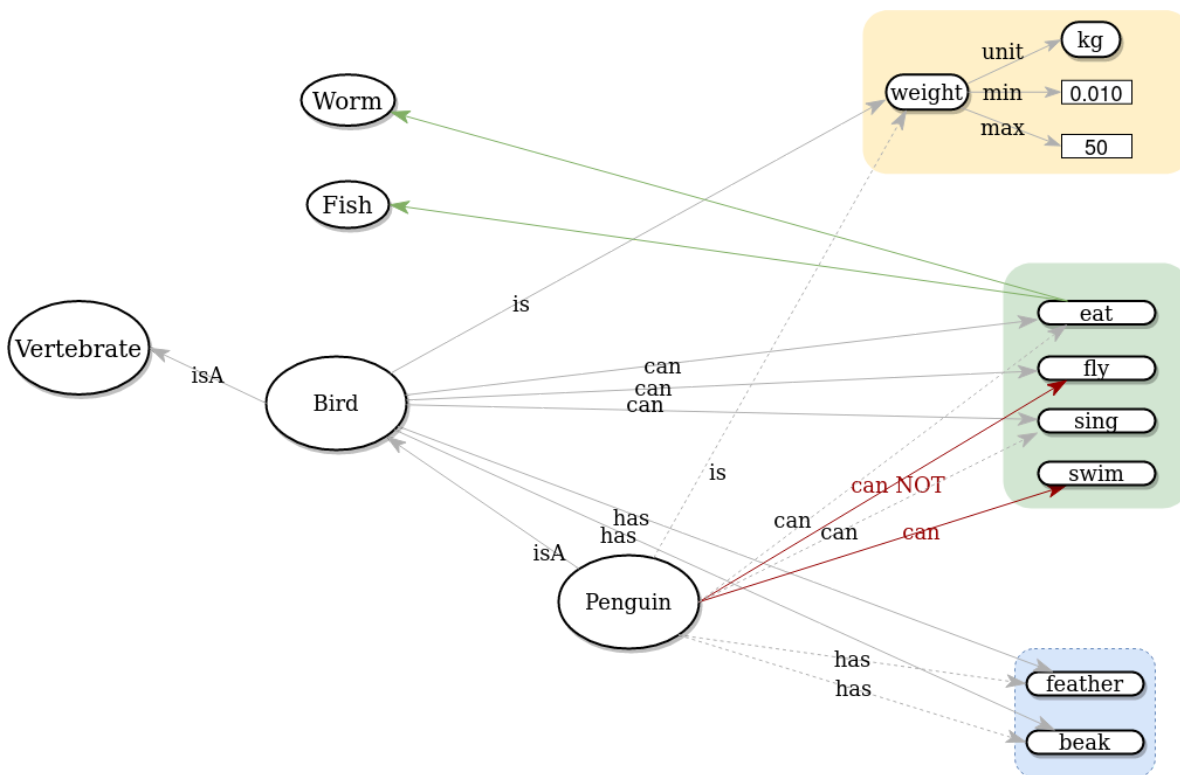 kg
unit
Worm
weight
min
0.010
max
50
Fish
is
eat
Vertebrate
can
fly
isA
can
Bird
can
sing
is
swim
can NOT
has
can
has
can
can
isA
Penguin
has
feather
has
beak